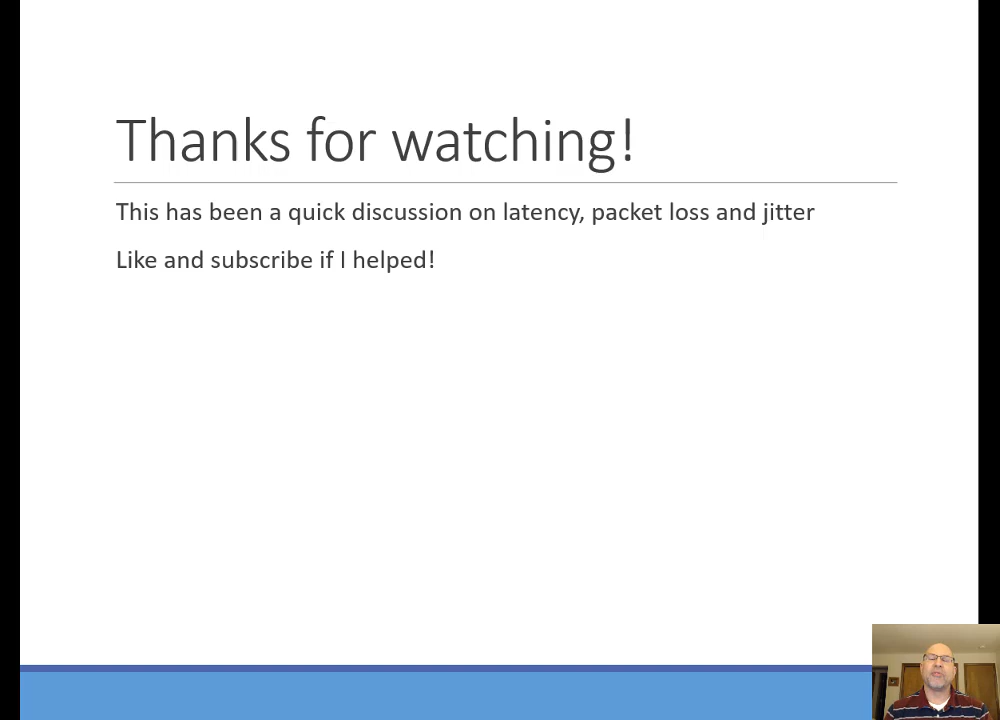 Thanks for watching!
This has been a quick discussion on latency, packet loss and jitter
Like and subscribe if I helped!